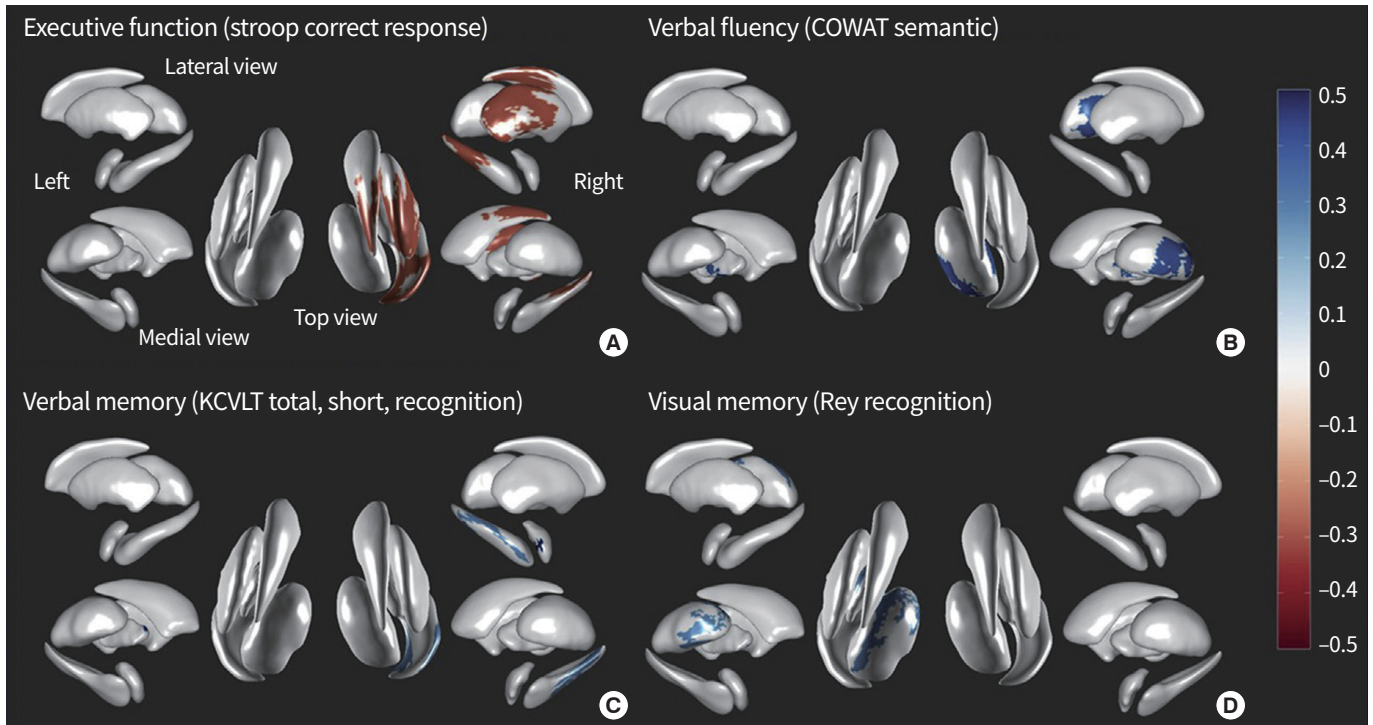 Executive function (stroop correct response)
Lateral view
Left
Right
Top view
Medial view
A
Verbal fluency (COWAT semantic)
B
0.5
0.4
0.3
0.2
0.1
0
–0.1
–0.2
–0.3
–0.4
–0.5
Verbal memory (KCVLT total, short, recognition)
C
Visual memory (Rey recognition)
D